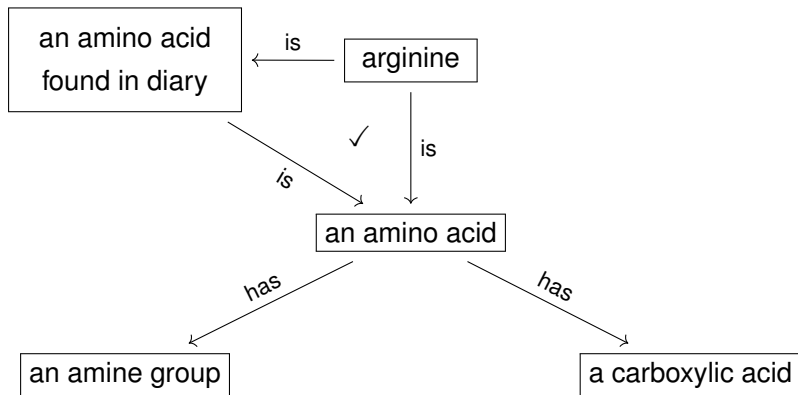 an amino acid
found in diary
is
arginine
✓
is
is
an amino acid
has
has
an amine group
a carboxylic acid